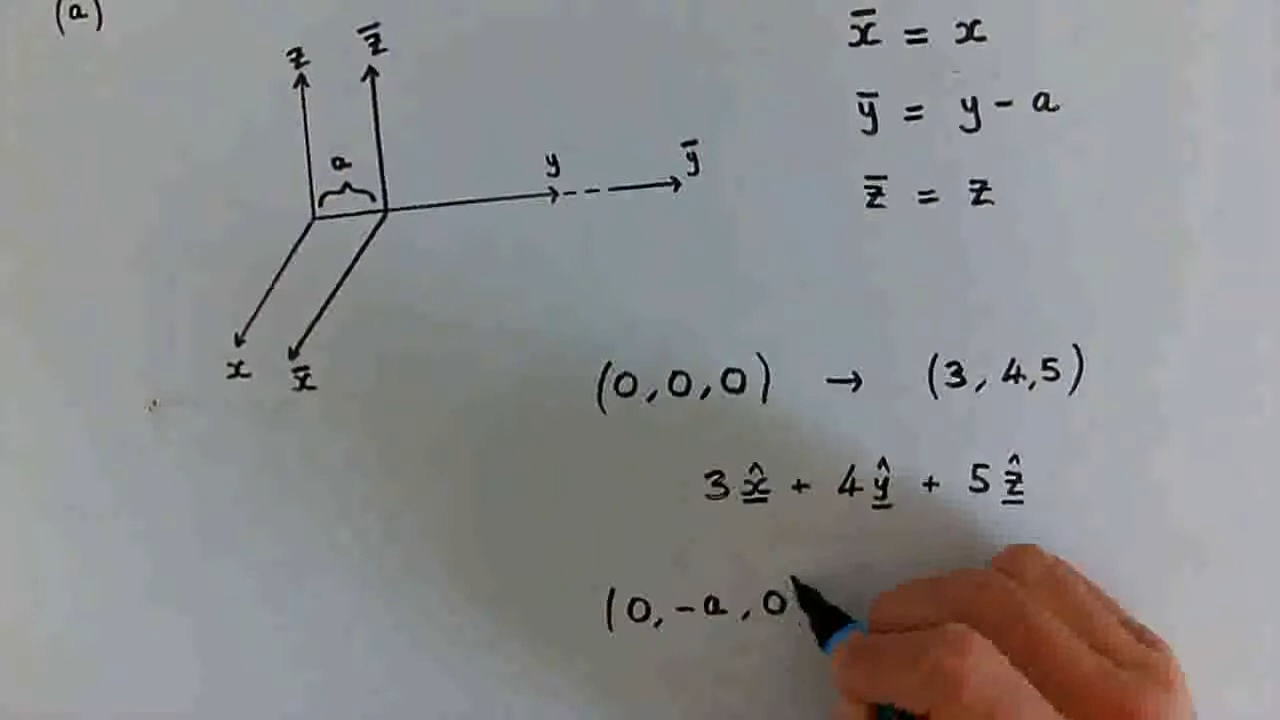 (a)
z z̄
a
y ȳ
x x̄
x̄ = x
ȳ = y - a
z̄ = z
(0,0,0) → (3,4,5)
3x̂ + 4ŷ + 5ẑ
(0,-a,0